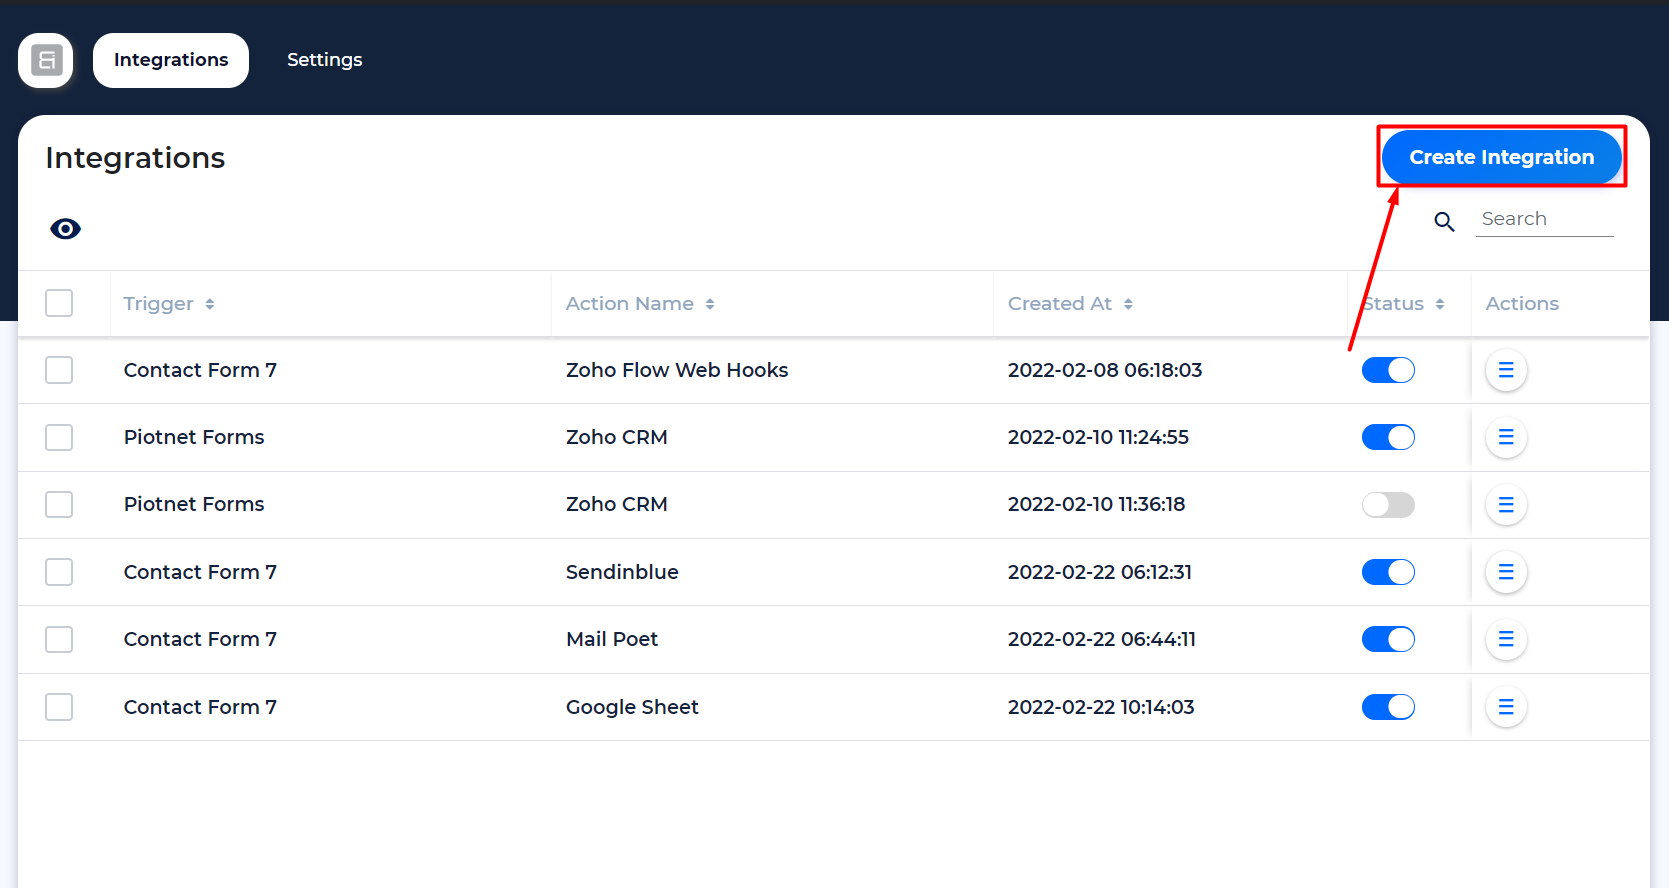 Integrations Settings
Integrations
Create Integration
Search
Trigger Action Name Created At Status Actions
Contact Form 7 Zoho Flow Web Hooks 2022-02-08 06:18:03
Piotnet Forms Zoho CRM 2022-02-10 11:24:55
Piotnet Forms Zoho CRM 2022-02-10 11:36:18
Contact Form 7 Sendinblue 2022-02-22 06:12:31
Contact Form 7 Mail Poet 2022-02-22 06:44:11
Contact Form 7 Google Sheet 2022-02-22 10:14:03